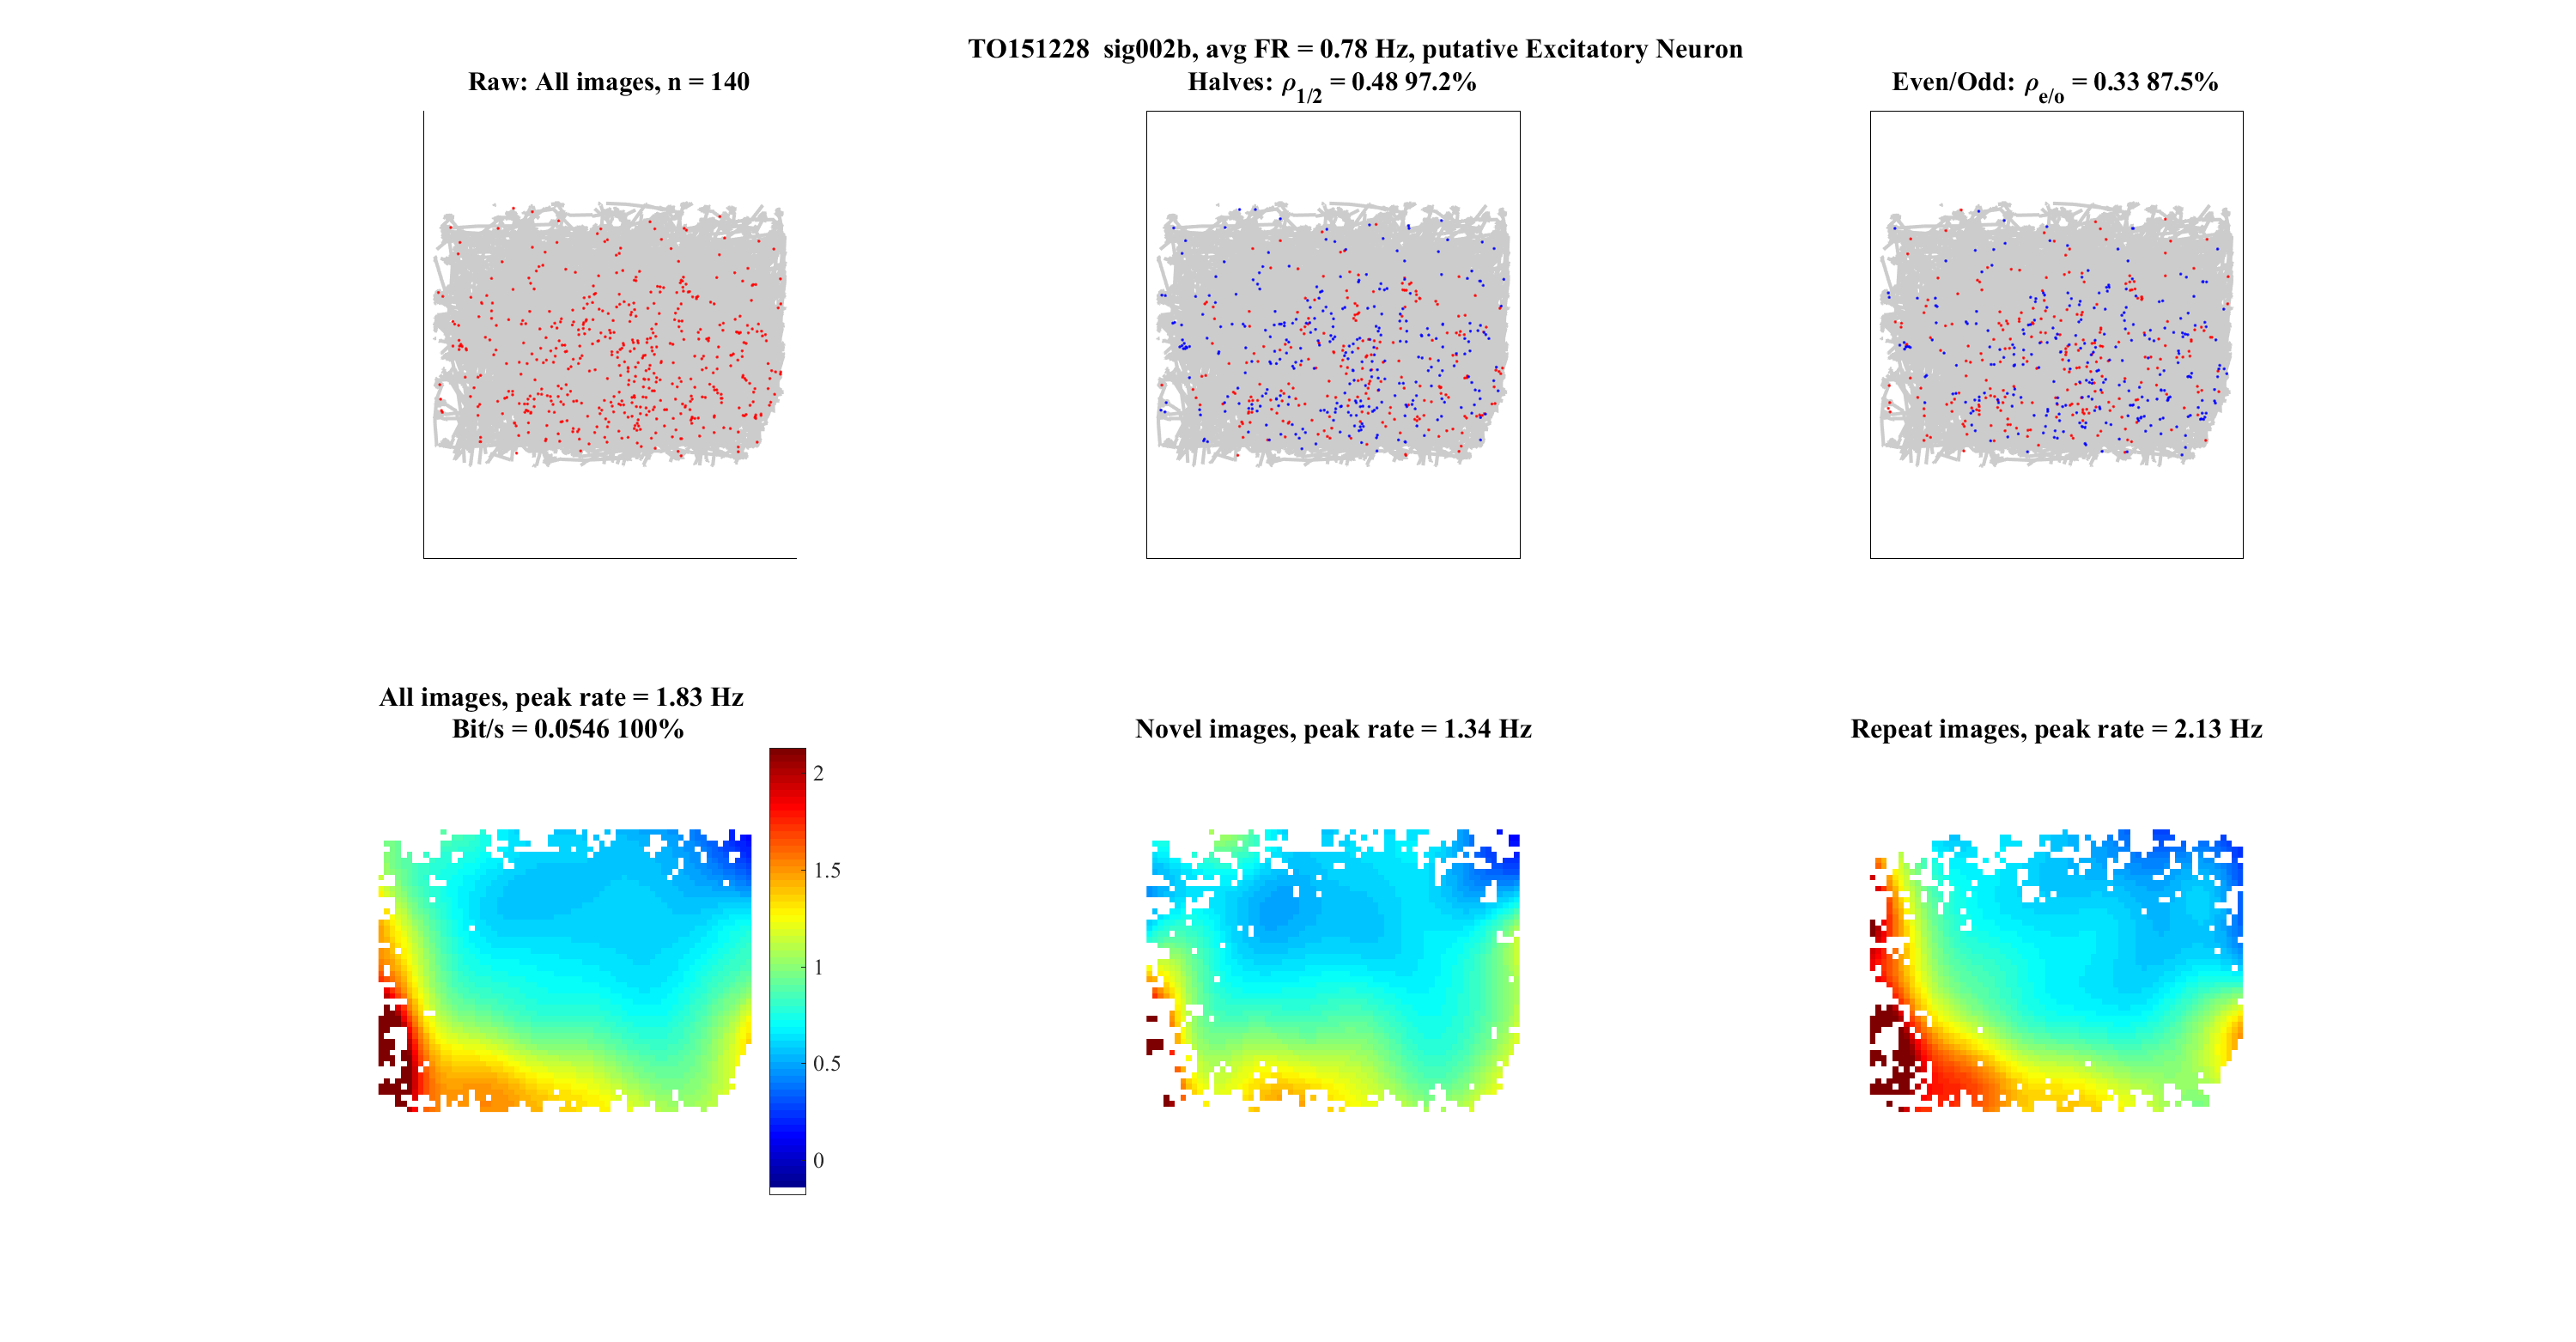 TO151228  sig002b, avg FR = 0.78 Hz, putative Excitatory Neuron
Raw: All images, n = 140
Halves: ρ1/2 = 0.48 97.2%
Even/Odd: ρe/o = 0.33 87.5%
All images, peak rate = 1.83 Hz
Bit/s = 0.0546 100%
Novel images, peak rate = 1.34 Hz
Repeat images, peak rate = 2.13 Hz
2
1.5
1
0.5
0